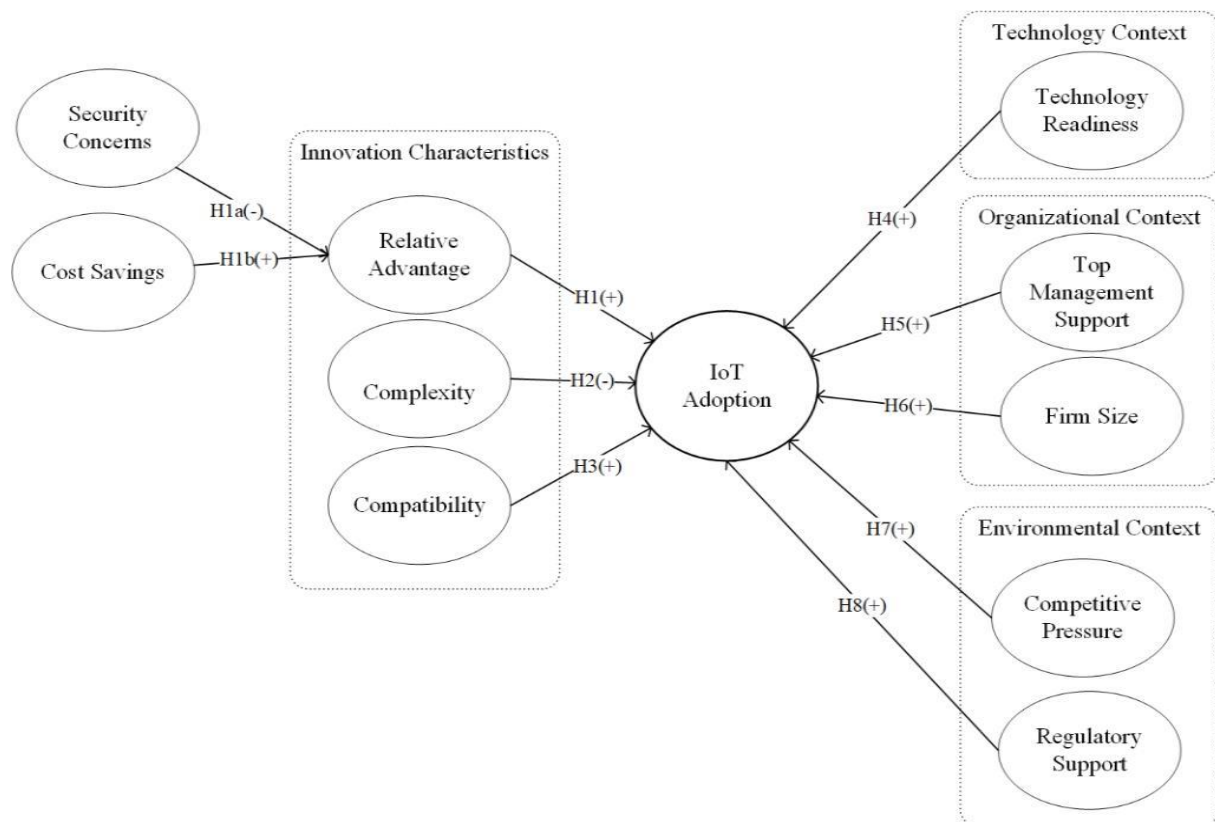 Security
Concerns
Cost Savings
H1a(-)
H1b(+)
Innovation Characteristics
Relative
Advantage
Complexity
Compatibility
H1(+)
H2(-)
H3(+)
IoT
Adoption
H4(+)
H5(+)
H6(+)
H7(+)
H8(+)
Technology Context
Technology
Readiness
Organizational Context
Top
Management
Support
Firm Size
Environmental Context
Competitive
Pressure
Regulatory
Support